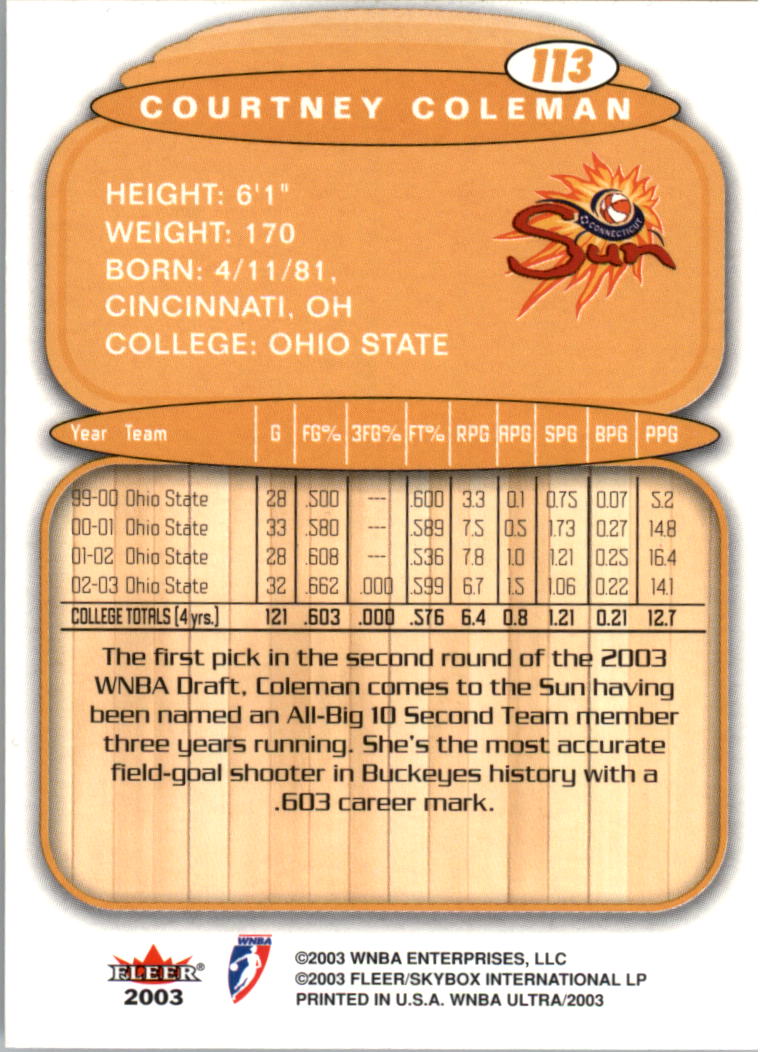 113
COURTNEY COLEMAN
HEIGHT: 6'1"
WEIGHT: 170
BORN: 4/11/81,
CINCINNATI, OH
COLLEGE: OHIO STATE
CONNECTICUT
Sun
Year Team G FG% 3FG% FT% RPG APG SPG BPG PPG
99-00 Ohio State 28 .500 --- .600 3.3 0.1 0.75 0.07 5.2
00-01 Ohio State 33 .580 --- .589 7.5 0.5 1.73 0.27 14.8
01-02 Ohio State 28 .608 --- .536 7.8 1.0 1.21 0.25 16.4
02-03 Ohio State 32 .662 .000 .599 6.7 1.5 1.06 0.22 14.1
COLLEGE TOTALS (4 yrs.) 121 .603 .000 .576 6.4 0.8 1.21 0.21 12.7
The first pick in the second round of the 2003
WNBA Draft, Coleman comes to the Sun having
been named an All-Big 10 Second Team member
three years running. She's the most accurate
field-goal shooter in Buckeyes history with a
.603 career mark.
FLEER®
2003
WNBA
©2003 WNBA ENTERPRISES, LLC
©2003 FLEER/SKYBOX INTERNATIONAL LP
PRINTED IN U.S.A. WNBA ULTRA/2003